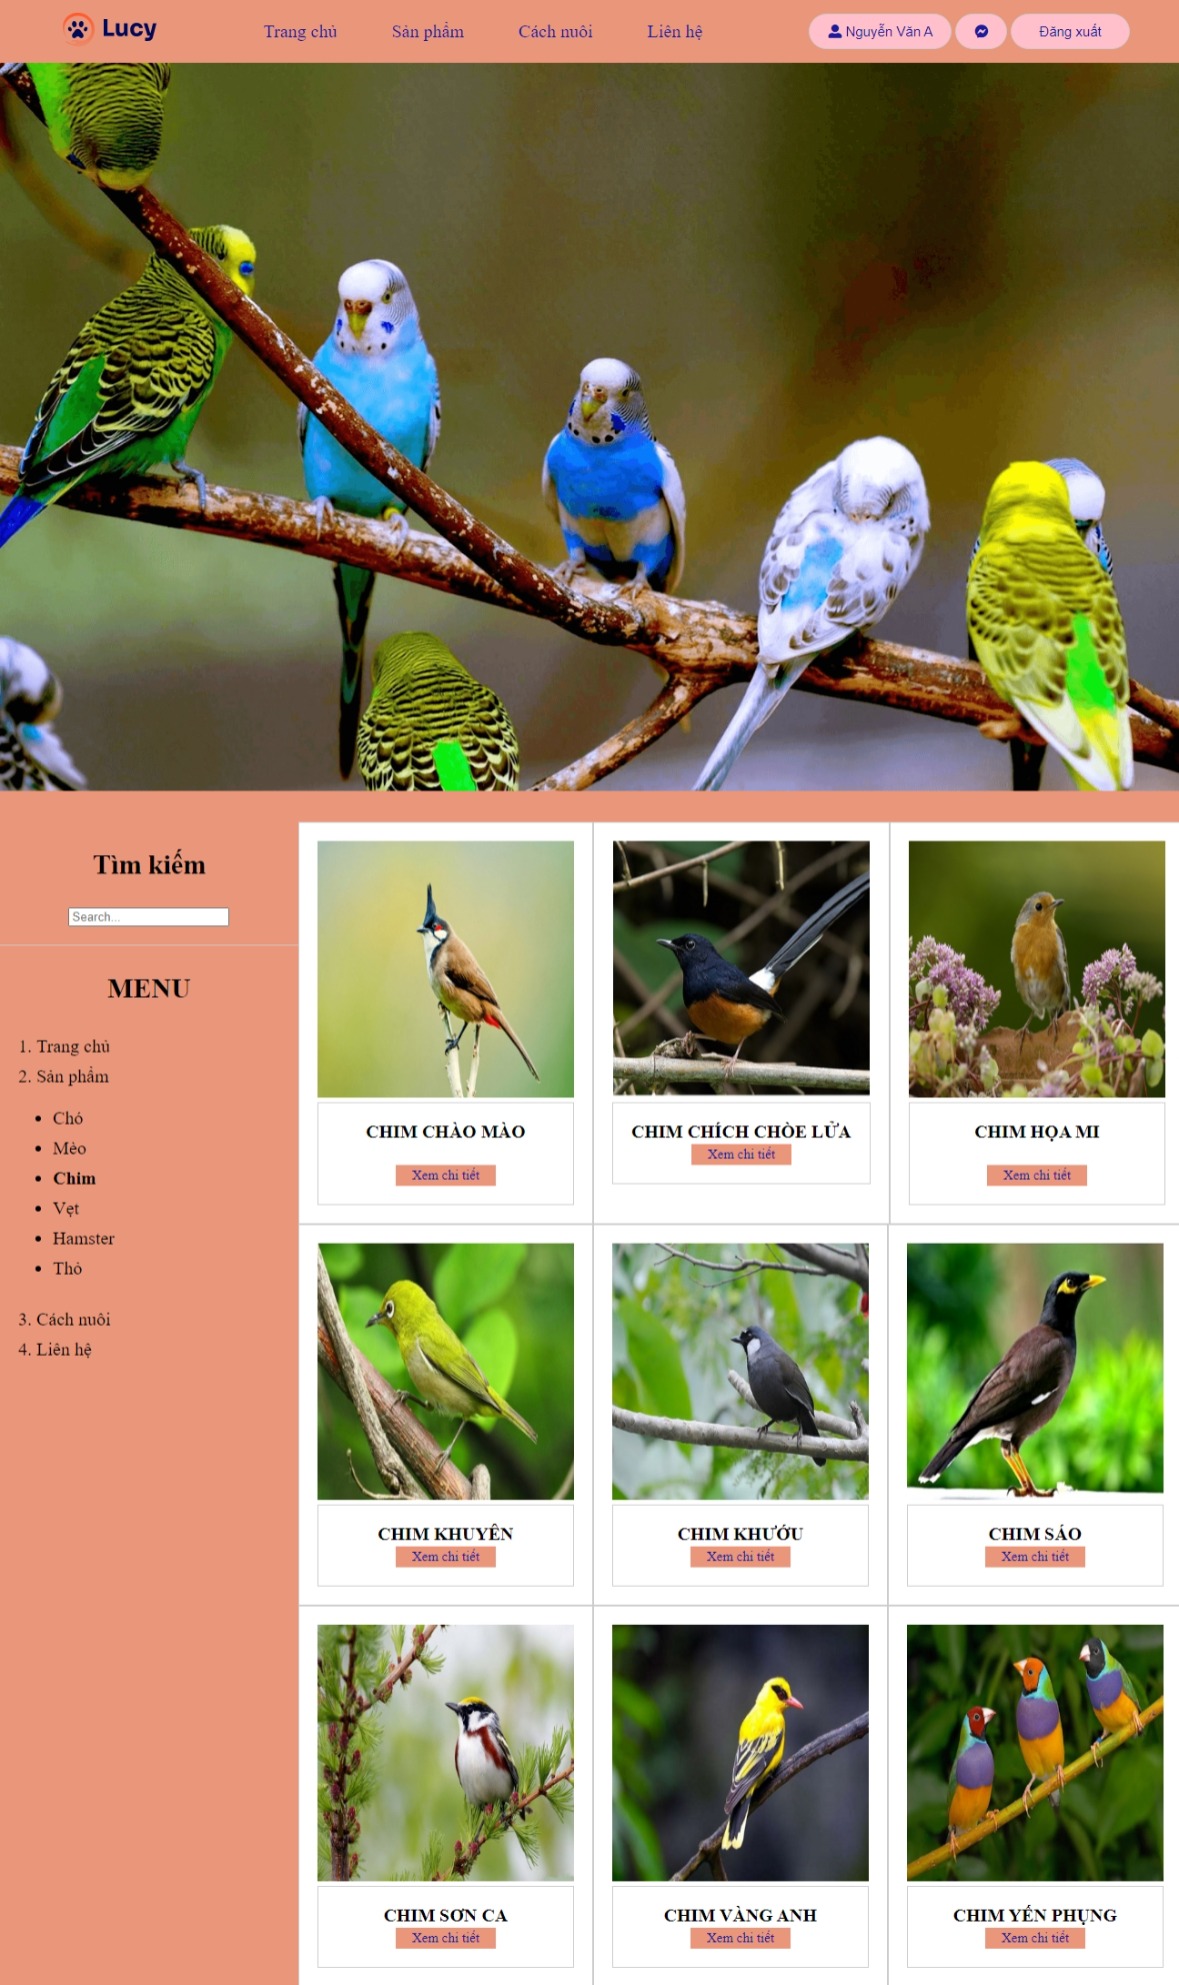 Lucy
Trang chủ
Sản phẩm
Cách nuôi
Liên hệ
Nguyễn Văn A
Đăng xuất
Tìm kiếm
Search...
MENU
1. Trang chủ
2. Sản phẩm
• Chó
• Mèo
• Chim
• Vẹt
• Hamster
• Thỏ
3. Cách nuôi
4. Liên hệ
CHIM CHÀO MÀO
Xem chi tiết
CHIM CHÍCH CHÒE LỬA
Xem chi tiết
CHIM HỌA MI
Xem chi tiết
CHIM KHUYÊN
Xem chi tiết
CHIM KHƯỚU
Xem chi tiết
CHIM SÁO
Xem chi tiết
CHIM SƠN CA
Xem chi tiết
CHIM VÀNG ANH
Xem chi tiết
CHIM YẾN PHỤNG
Xem chi tiết